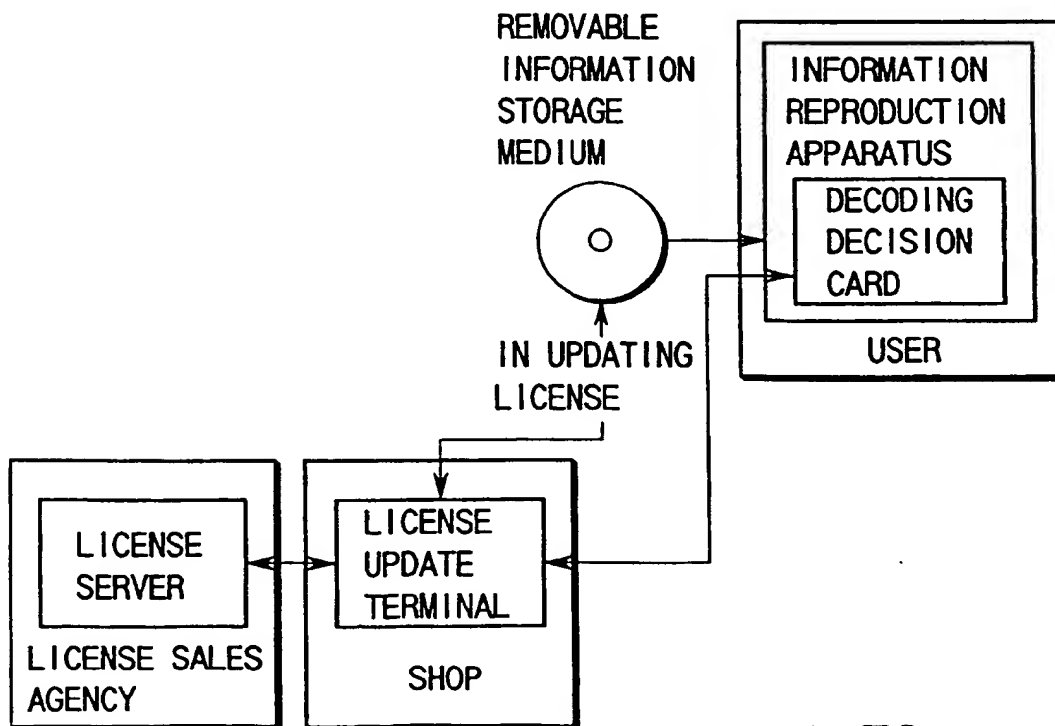 REMOVABLE
INFORMATION
STORAGE
MEDIUM
INFORMATION
REPRODUCTION
APPARATUS
DECODING
DECISION
CARD
USER
IN UPDATING
LICENSE
LICENSE
SERVER
LICENSE SALES
AGENCY
LICENSE
UPDATE
TERMINAL
SHOP